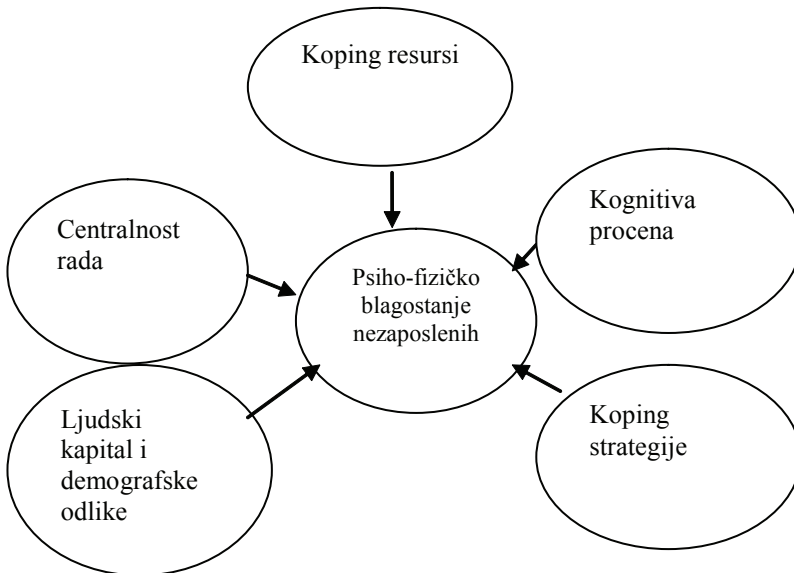 Koping resursi
Kognitiva
procena
Centralnost
rada
Psiho-fizičko
blagostanje
nezaposlenih
Ljudski
kapital i
demografske
odlike
Koping
strategije